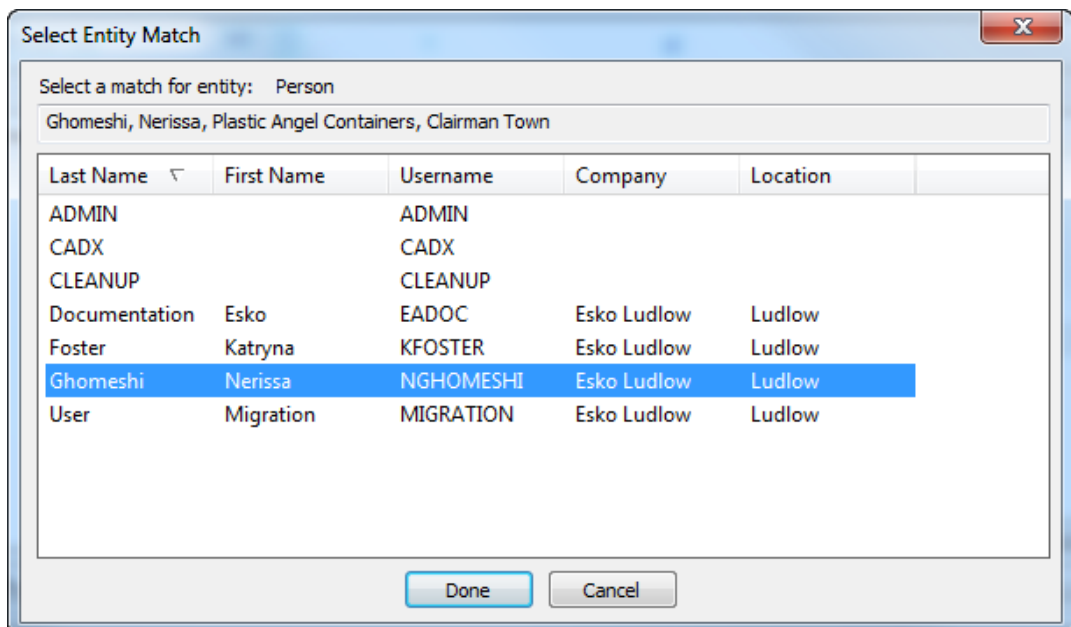 Select Entity Match
Select a match for entity: Person
Ghomeshi, Nerissa, Plastic Angel Containers, Clairman Town
Last Name First Name Username Company Location
ADMIN ADMIN
CADX CADX
CLEANUP CLEANUP
Documentation Esko EADOC Esko Ludlow Ludlow
Foster Katryna KFOSTER Esko Ludlow Ludlow
Ghomeshi Nerissa NGHOMESHI Esko Ludlow Ludlow
User Migration MIGRATION Esko Ludlow Ludlow
Done Cancel